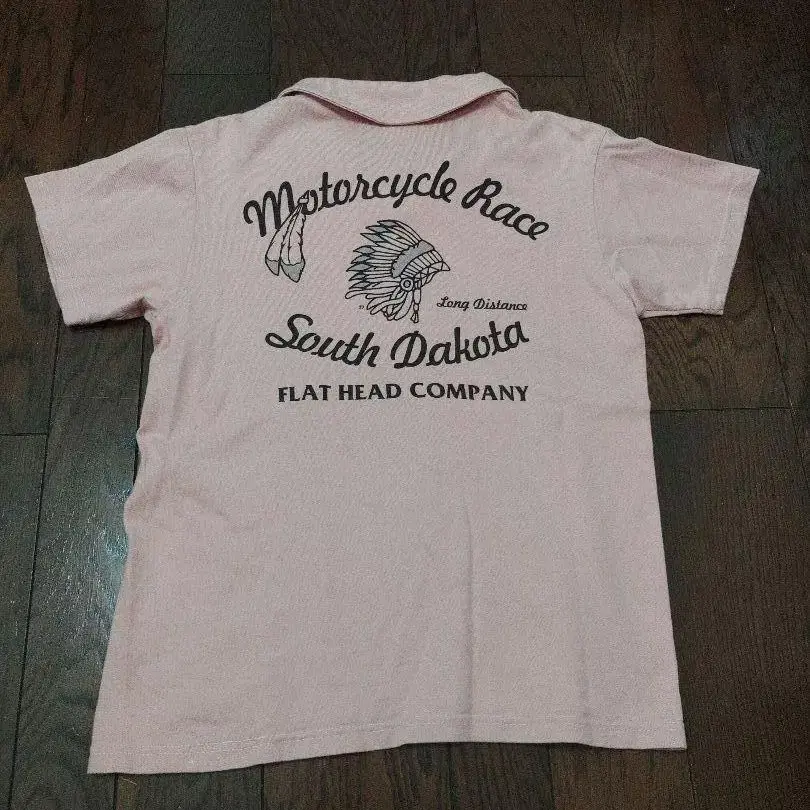 Motorcycle Race
Long Distance
South Dakota
FLAT HEAD COMPANY